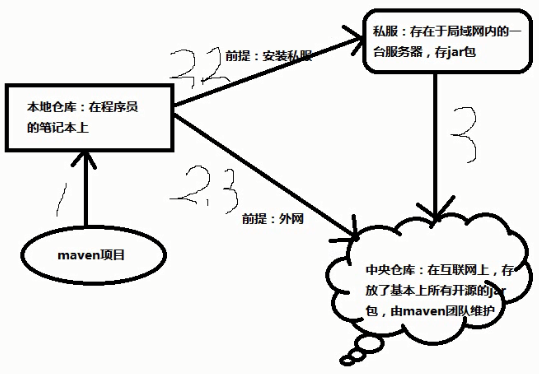 私服：存在于局域网内的一
台服务器，存jar包
2.2
前提：安装私服
本地仓库：在程序员
的笔记本上
3
1
2.3
前提：外网
maven项目
中央仓库：在互联网上，存
放了基本上所有开源的jar
包，由maven团队维护